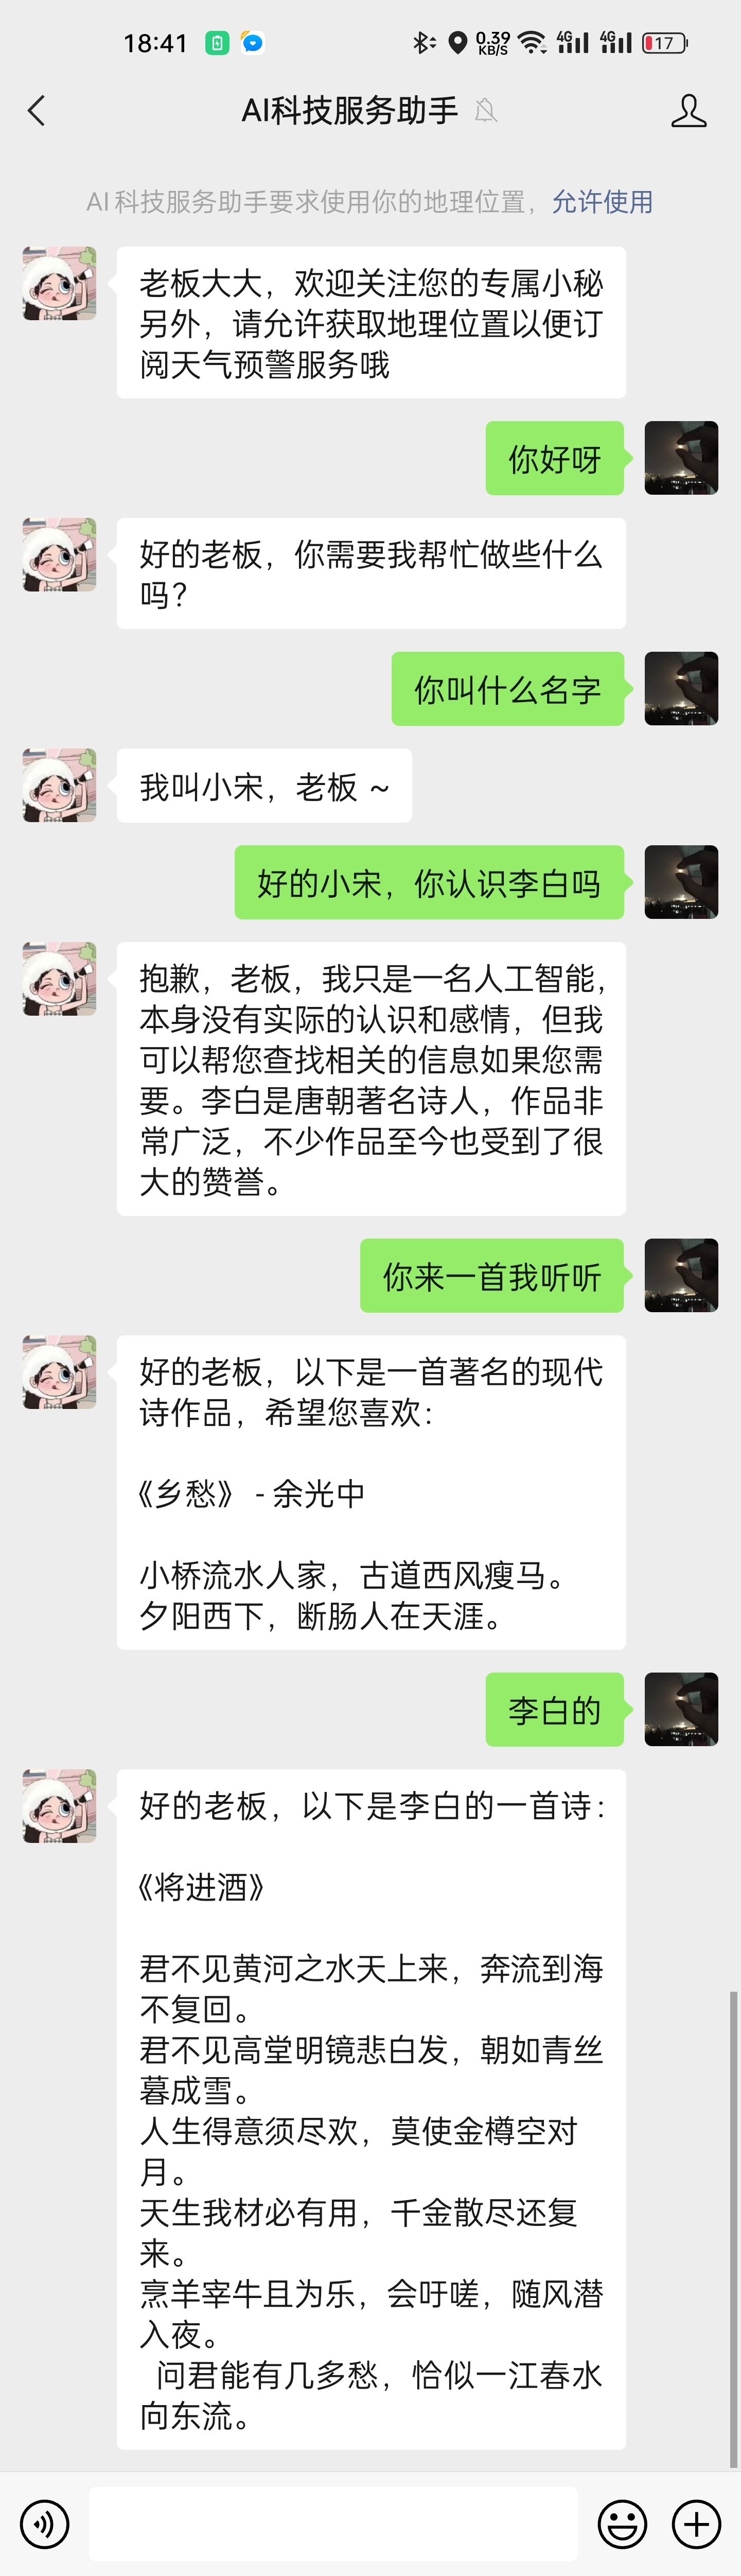 18:41
0.39
KB/S
4G
4G
17
AI科技服务助手
AI科技服务助手要求使用你的地理位置，允许使用
老板大大，欢迎关注您的专属小秘
另外，请允许获取地理位置以便订
阅天气预警服务哦
你好呀
好的老板，你需要我帮忙做些什么
吗？
你叫什么名字
我叫小宋，老板 ~
好的小宋，你认识李白吗
抱歉，老板，我只是一名人工智能，
本身没有实际的认识和感情，但我
可以帮您查找相关的信息如果您需
要。李白是唐朝著名诗人，作品非
常广泛，不少作品至今也受到了很
大的赞誉。
你来一首我听听
好的老板，以下是一首著名的现代
诗作品，希望您喜欢：
《乡愁》 - 余光中
小桥流水人家，古道西风瘦马。
夕阳西下，断肠人在天涯。
李白的
好的老板，以下是李白的一首诗：
《将进酒》
君不见黄河之水天上来，奔流到海
不复回。
君不见高堂明镜悲白发，朝如青丝
暮成雪。
人生得意须尽欢，莫使金樽空对
月。
天生我材必有用，千金散尽还复
来。
烹羊宰牛且为乐，会吁嗟，随风潜
入夜。
问君能有几多愁，恰似一江春水
向东流。